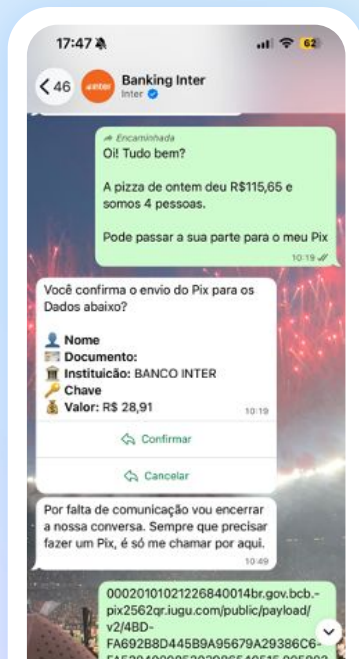 17:47
62
46
inter
Banking Inter
Inter
Encaminhada
Oi! Tudo bem?
A pizza de ontem deu R$115,65 e
somos 4 pessoas.
Pode passar a sua parte para o meu Pix
10:19
Você confirma o envio do Pix para os
Dados abaixo?
Nome
Documento:
Instituicão: BANCO INTER
Chave
Valor: R$ 28,91
10:19
Confirmar
Cancelar
Por falta de comunicação vou encerrar
a nossa conversa. Sempre que precisar
fazer um Pix, é só me chamar por aqui.
10:49
00020101021226840014br.gov.bcb.-
pix2562qr.iugu.com/public/payload/
v2/4BD-
FA692B8D445B9A95679A29386C6-